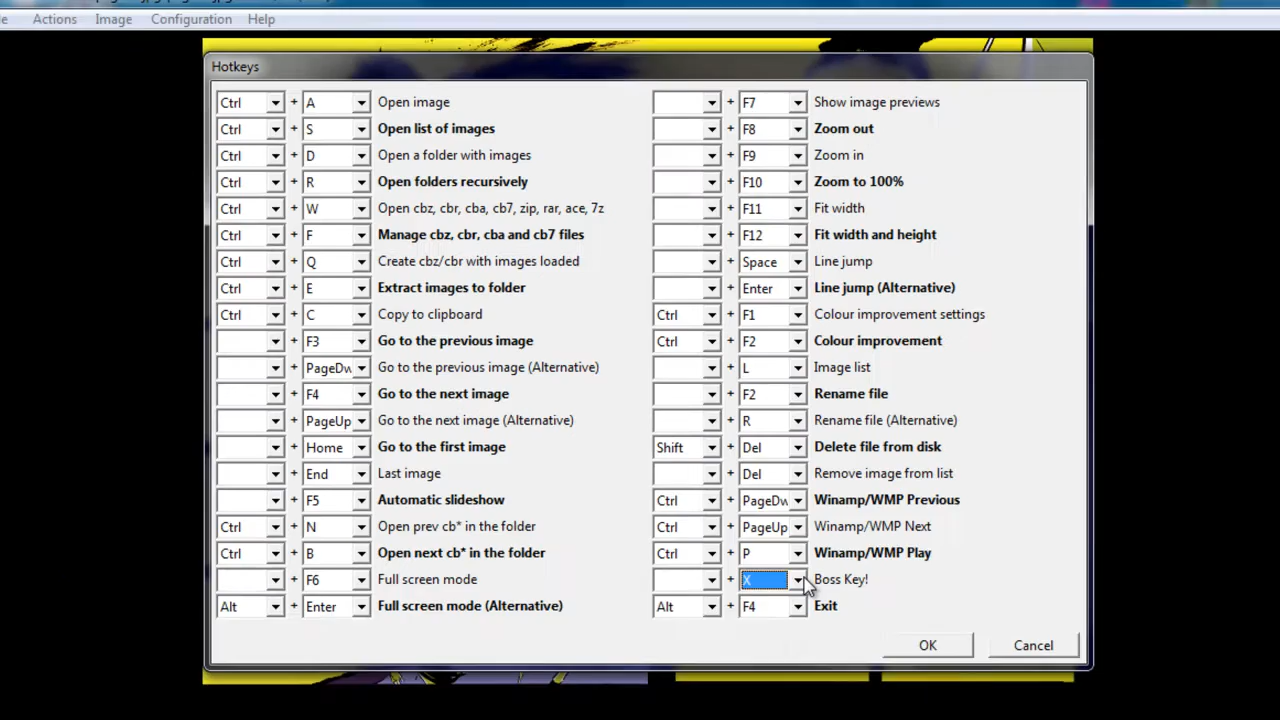 Actions Image Configuration Help
Hotkeys
Ctrl + A Open image
Ctrl + S Open list of images
Ctrl + D Open a folder with images
Ctrl + R Open folders recursively
Ctrl + W Open cbz, cbr, cba, cb7, zip, rar, ace, 7z
Ctrl + F Manage cbz, cbr, cba and cb7 files
Ctrl + Q Create cbz/cbr with images loaded
Ctrl + E Extract images to folder
Ctrl + C Copy to clipboard
+ F3 Go to the previous image
+ PageDw Go to the previous image (Alternative)
+ F4 Go to the next image
+ PageUp Go to the next image (Alternative)
+ Home Go to the first image
+ End Last image
+ F5 Automatic slideshow
Ctrl + N Open prev cb* in the folder
Ctrl + B Open next cb* in the folder
+ F6 Full screen mode
Alt + Enter Full screen mode (Alternative)
+ F7 Show image previews
+ F8 Zoom out
+ F9 Zoom in
+ F10 Zoom to 100%
+ F11 Fit width
+ F12 Fit width and height
+ Space Line jump
+ Enter Line jump (Alternative)
Ctrl + F1 Colour improvement settings
Ctrl + F2 Colour improvement
+ L Image list
+ F2 Rename file
+ R Rename file (Alternative)
Shift + Del Delete file from disk
+ Del Remove image from list
Ctrl + PageDw Winamp/WMP Previous
Ctrl + PageUp Winamp/WMP Next
Ctrl + P Winamp/WMP Play
+ X Boss Key!
Alt + F4 Exit
OK Cancel